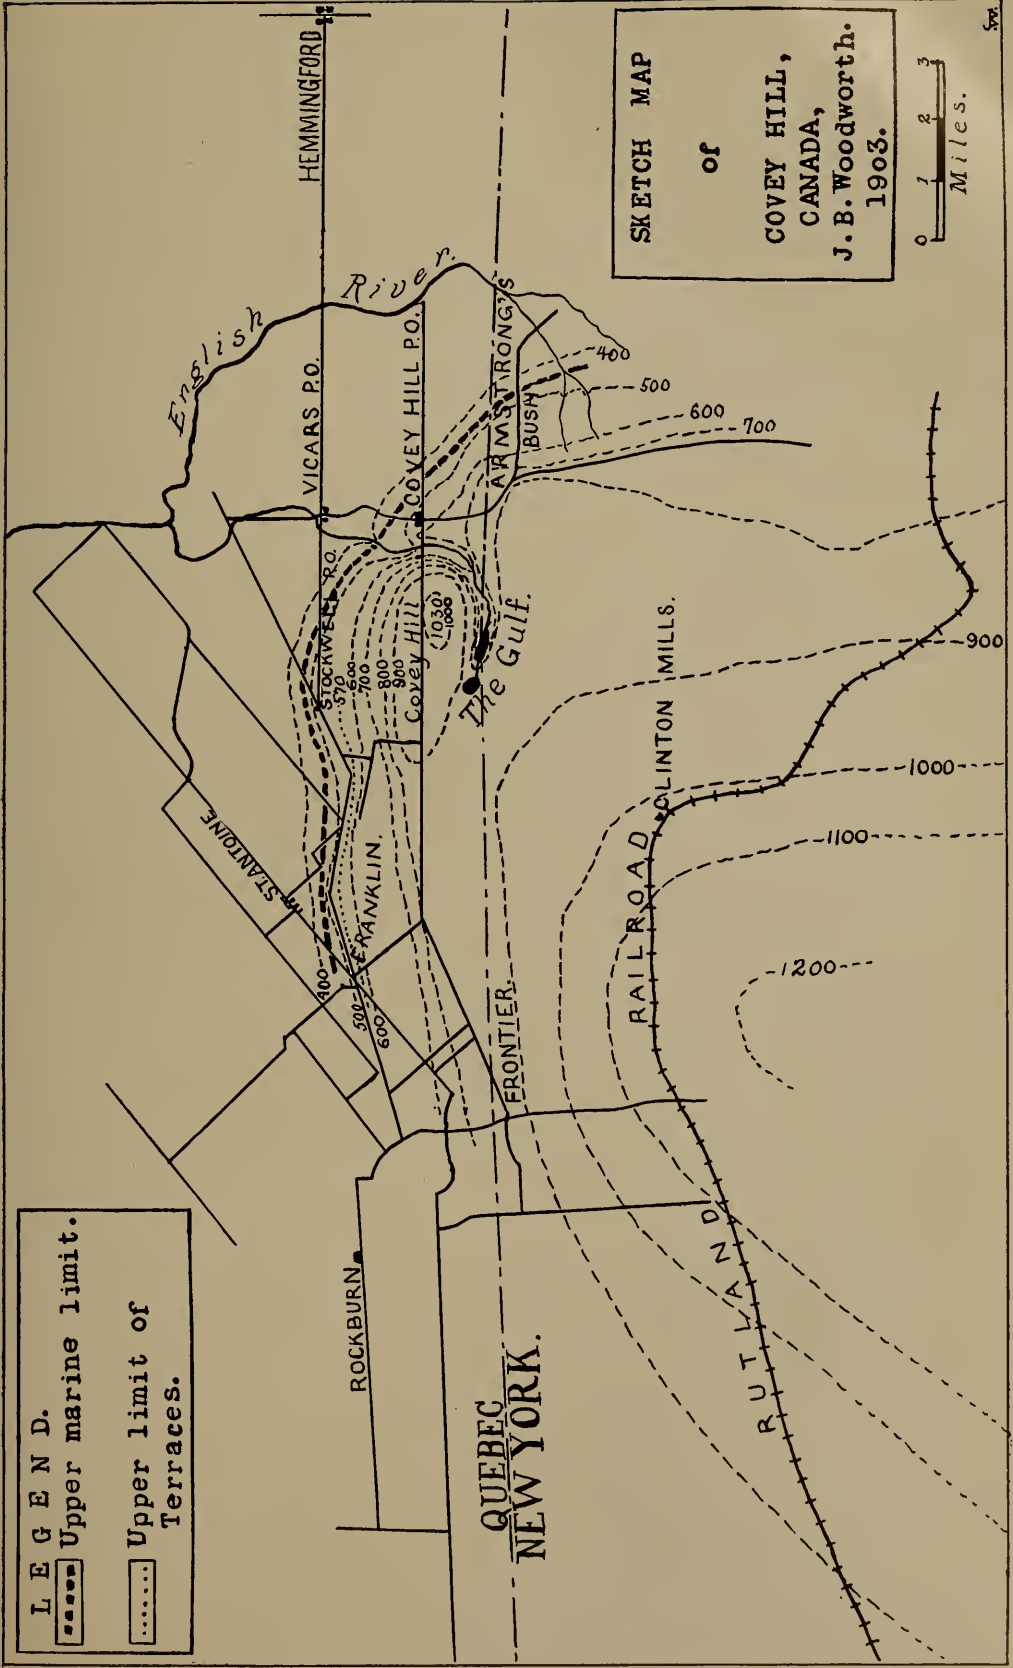 LEGEND.
Upper marine limit.
Upper limit of
Terraces.
SKETCH MAP
of
COVEY HILL,
CANADA,
J.B.Woodworth.
1903.
0 1 2 3
Miles.
HEMMINGFORD
English River.
VICARS P.O.
COVEY HILL P.O.
ARMSTRONG'S
BUSH
400
500
600
700
STOCKWELL P.O.
570
600
700
800
900
Covey Hill
(1030)
1000
The Gulf.
ST. ANTOINE
FRANKLIN.
400
500
600
FRONTIER.
CLINTON MILLS.
900
1000
1100
1200
RUTLAND RAILROAD
ROCKBURN
QUEBEC
NEW YORK.